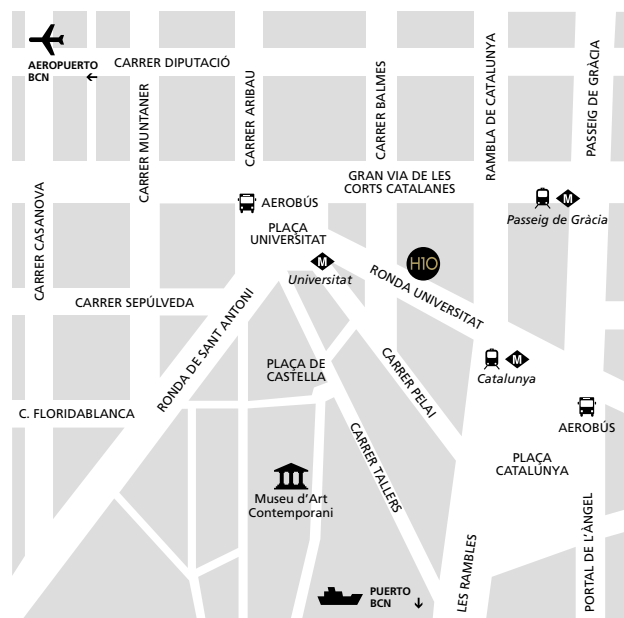 AEROPUERTO
BCN
CARRER DIPUTACIÓ
CARRER MUNTANER
CARRER ARIBAU
CARRER BALMES
RAMBLA DE CATALUNYA
PASSEIG DE GRÀCIA
CARRER CASANOVA
GRAN VIA DE LES
CORTS CATALANES
AEROBÚS
M
Passeig de Gràcia
PLAÇA
UNIVERSITAT
M
Universitat
H10
RONDA UNIVERSITAT
CARRER SEPÚLVEDA
RONDA DE SANT ANTONI
PLAÇA DE
CASTELLA
CARRER PELAI
M
Catalunya
C. FLORIDABLANCA
AEROBÚS
CARRER TALLERS
PLAÇA
CATALUNYA
Museu d'Art
Contemporani
LES RAMBLES
PORTAL DE L'ÀNGEL
PUERTO
BCN